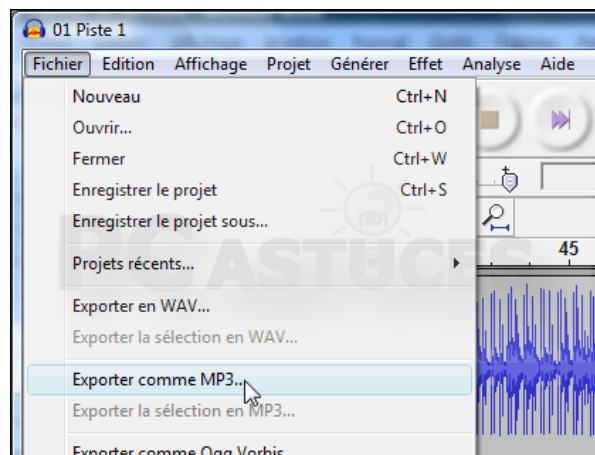 01 Piste 1
Fichier Edition Affichage Projet Générer Effet Analyse Aide
Nouveau Ctrl+N
Ouvrir... Ctrl+O
Fermer Ctrl+W
Enregistrer le projet Ctrl+S
Enregistrer le projet sous...
Projets récents...
45
PC ASTUCES
Exporter en WAV...
Exporter la sélection en WAV...
Exporter comme MP3...
Exporter la sélection en MP3...
Exporter comme Ogg Vorbis